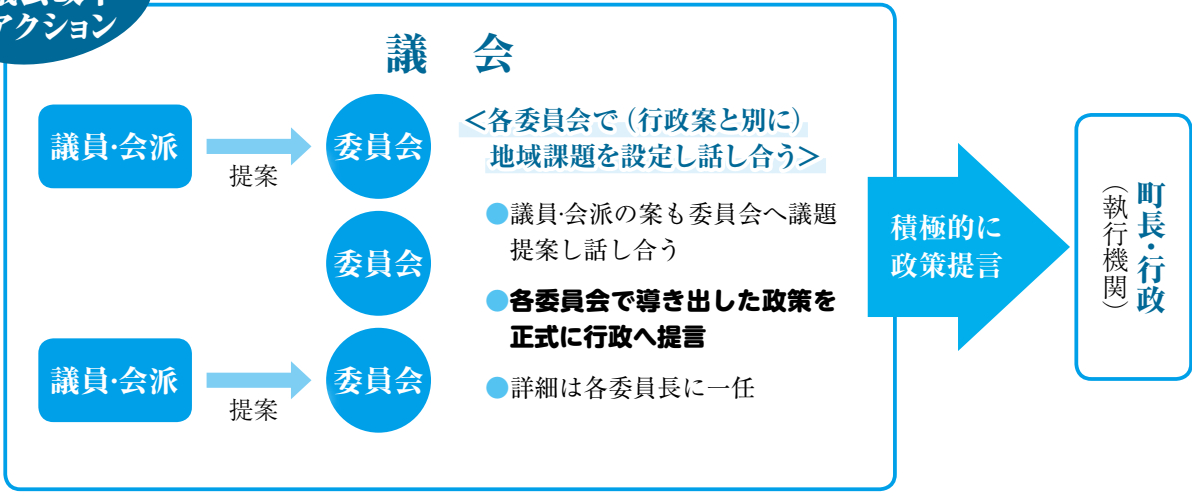 アクション
議 会
議員・会派
提案
委員会
<各委員会で(行政案と別に)
地域課題を設定し話し合う>
●議員・会派の案も委員会へ議題
提案し話し合う
委員会
●各委員会で導き出した政策を
正式に行政へ提言
議員・会派
提案
委員会
●詳細は各委員長に一任
積極的に
政策提言
町長・行政
(執行機関)